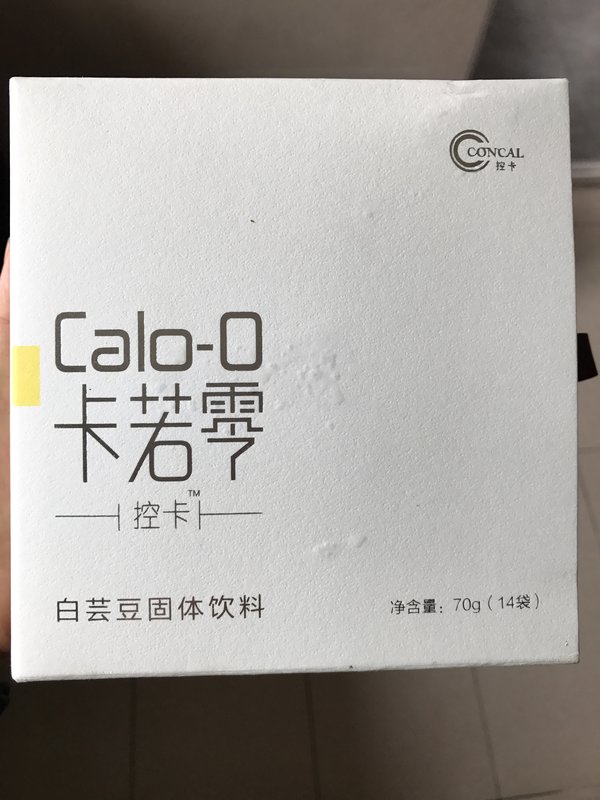 CONCAL
控卡
Calo-0
卡若零
控卡™
白芸豆固体饮料
净含量：70g（14袋）